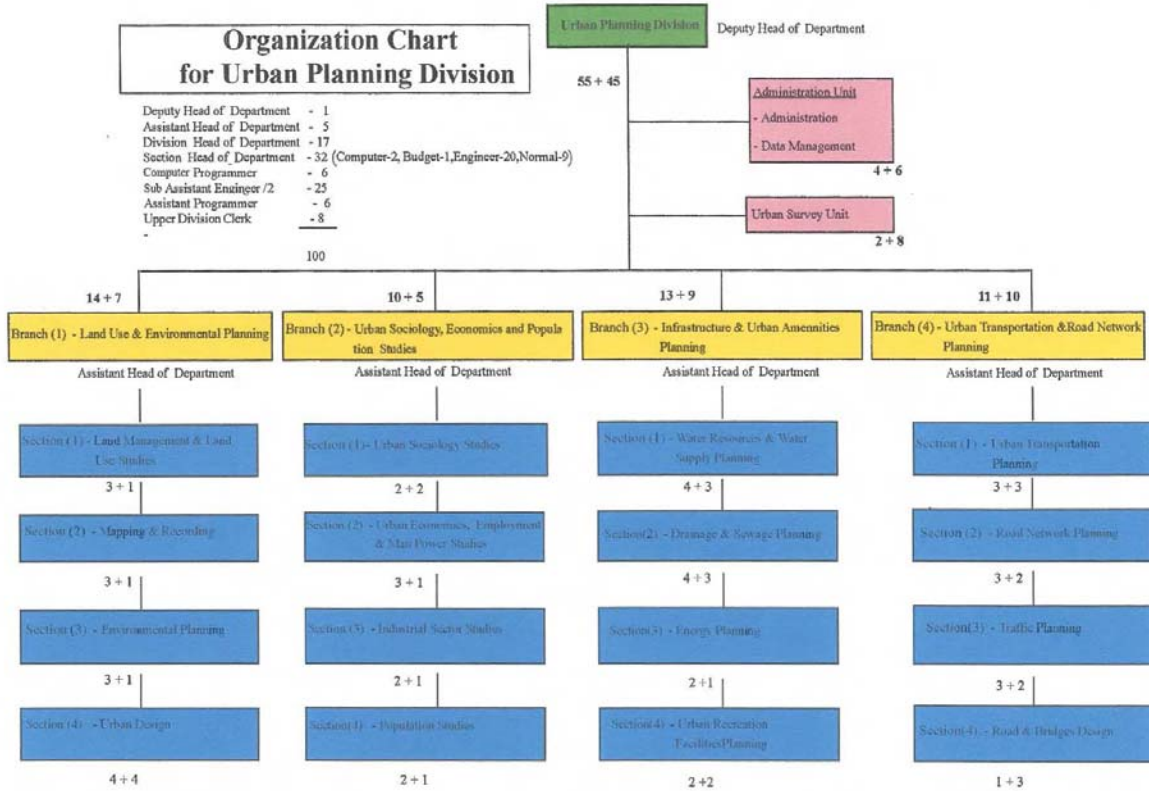 Organization Chart
for Urban Planning Division
Urban Planning Division
Deputy Head of Department
55 + 45
Deputy Head of Department - 1
Assistant Head of Department - 5
Division Head of Department - 17
Section Head of Department - 32 (Computer-2, Budget-1,Engineer-20,Normal-9)
Computer Programmer - 6
Sub Assistant Engineer /2 - 25
Assistant Programmer - 6
Upper Division Clerk - 8
-
100
Administration Unit
- Administration
- Data Management
4 + 6
Urban Survey Unit
2 + 8
14 + 7
Branch (1) - Land Use & Environmental Planning
Assistant Head of Department
Section (1) - Land Management & Land
Use Studies
3 + 1
Section (2) - Mapping & Recording
3 + 1
Section (3) - Environmental Planning
3 + 1
Section (4) - Urban Design
4 + 4
10 + 5
Branch (2) - Urban Sociology, Economics and Popula
tion Studies
Assistant Head of Department
Section (1)- Urban Sociology Studies
2 + 2
Section (2) - Urban Economics, Employment
& Man Power Studies
3 + 1
Section (3) - Industrial Sector Studies
2 + 1
Section(4) - Population Studies
2 + 1
13 + 9
Branch (3) - Infrastructure & Urban Amennities
Planning
Assistant Head of Department
Section (1) - Water Resources & Water
Supply Planning
4 + 3
Section(2) - Drainage & Sewage Planning
4 + 3
Section(3) - Energy Planning
2 +1
Section(4) - Urban Recreation
FacilitiesPlanning
2 +2
11 + 10
Branch (4) - Urban Transportation &Road Network
Planning
Assistant Head of Department
Section (1) - Urban Transportation
Planning
3 + 3
Section (2) - Road Network Planning
3 + 2
Section(3) - Traffic Planning
3 + 2
Section(4) - Road & Bridges Design
1 + 3